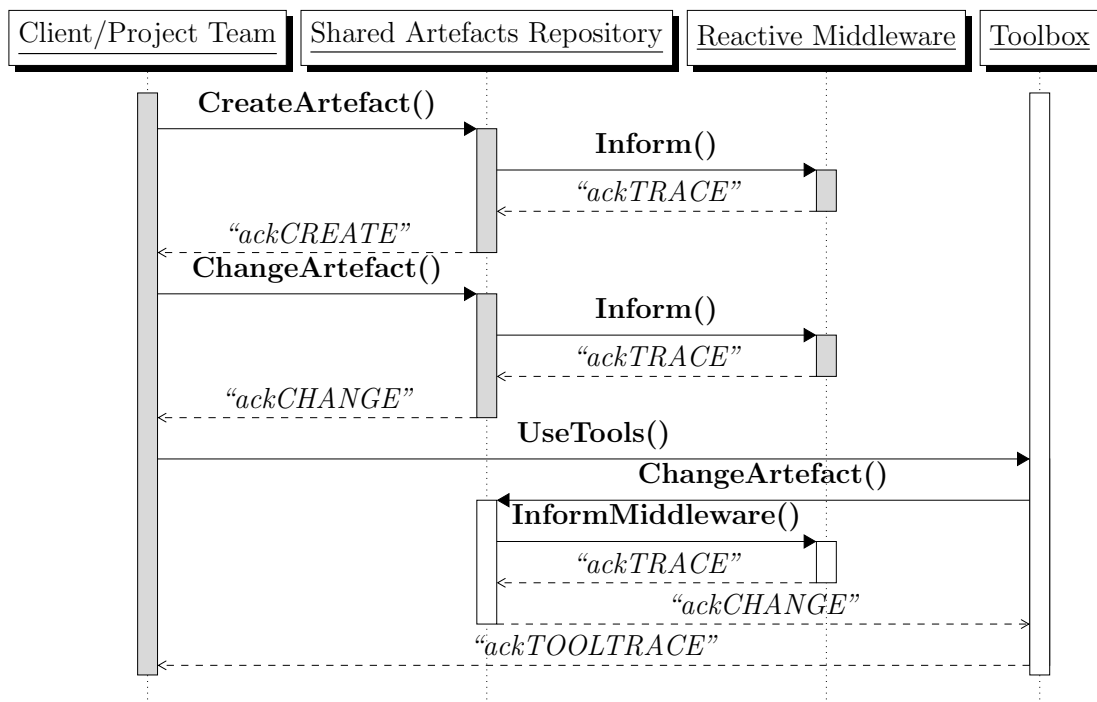 Client/Project Team
Shared Artefacts Repository
Reactive Middleware
Toolbox
CreateArtefact()
Inform()
“ackTRACE”
“ackCREATE”
ChangeArtefact()
Inform()
“ackTRACE”
“ackCHANGE”
UseTools()
ChangeArtefact()
InformMiddleware()
“ackTRACE”
“ackCHANGE”
“ackTOOLTRACE”